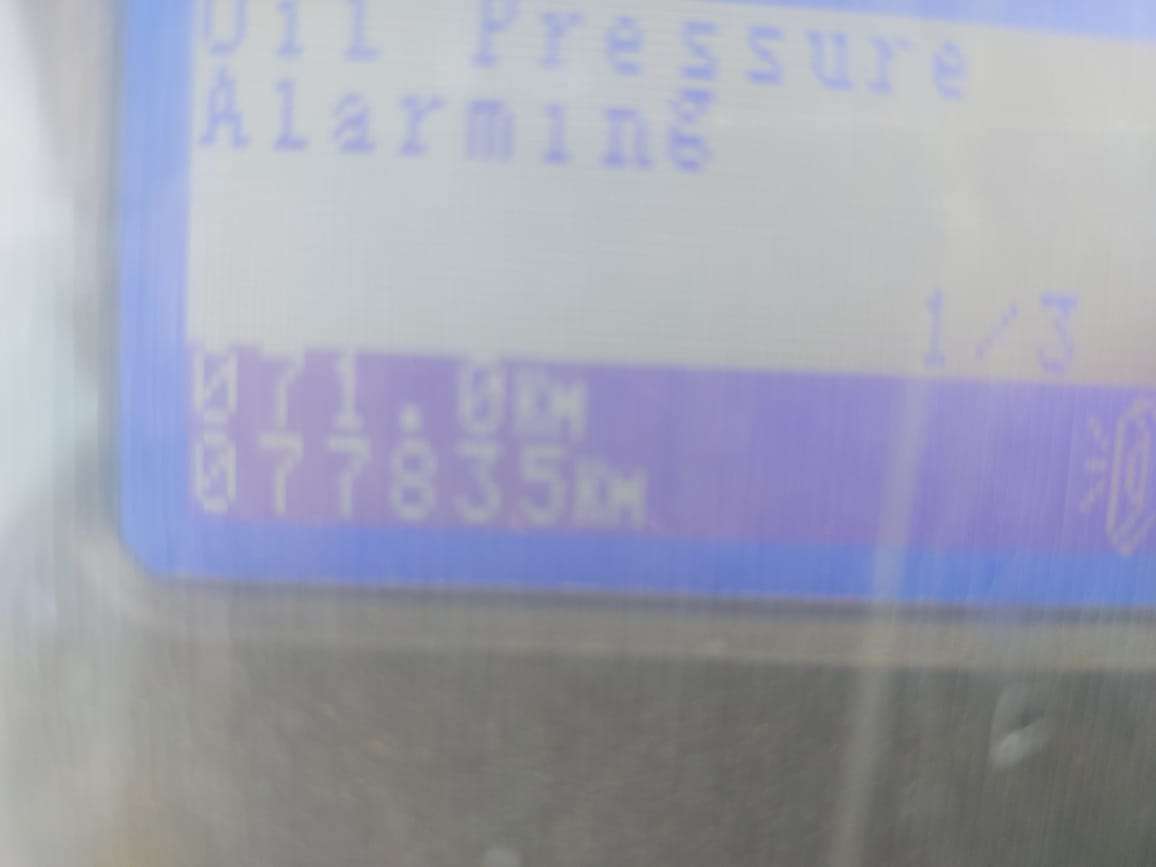 Oil Pressure
Alarming
1/3
071.0KM
077835KM